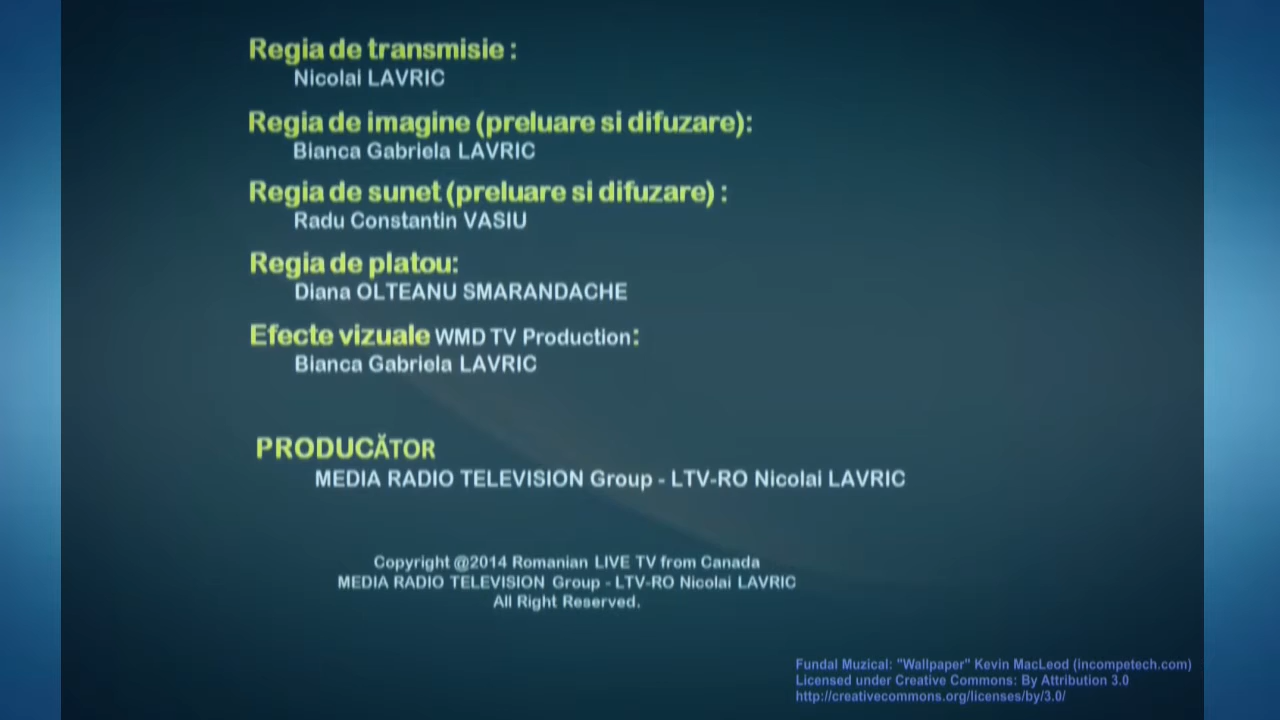 Regia de transmisie :
Nicolai LAVRIC
Regia de imagine (preluare si difuzare):
Bianca Gabriela LAVRIC
Regia de sunet (preluare si difuzare) :
Radu Constantin VASIU
Regia de platou:
Diana OLTEANU SMARANDACHE
Efecte vizuale WMD TV Production:
Bianca Gabriela LAVRIC
PRODUCĂTOR
MEDIA RADIO TELEVISION Group - LTV-RO Nicolai LAVRIC
Copyright @2014 Romanian LIVE TV from Canada
MEDIA RADIO TELEVISION Group - LTV-RO Nicolai LAVRIC
All Right Reserved.
Fundal Muzical: "Wallpaper" Kevin MacLeod (incompetech.com)
Licensed under Creative Commons: By Attribution 3.0
http://creativecommons.org/licenses/by/3.0/